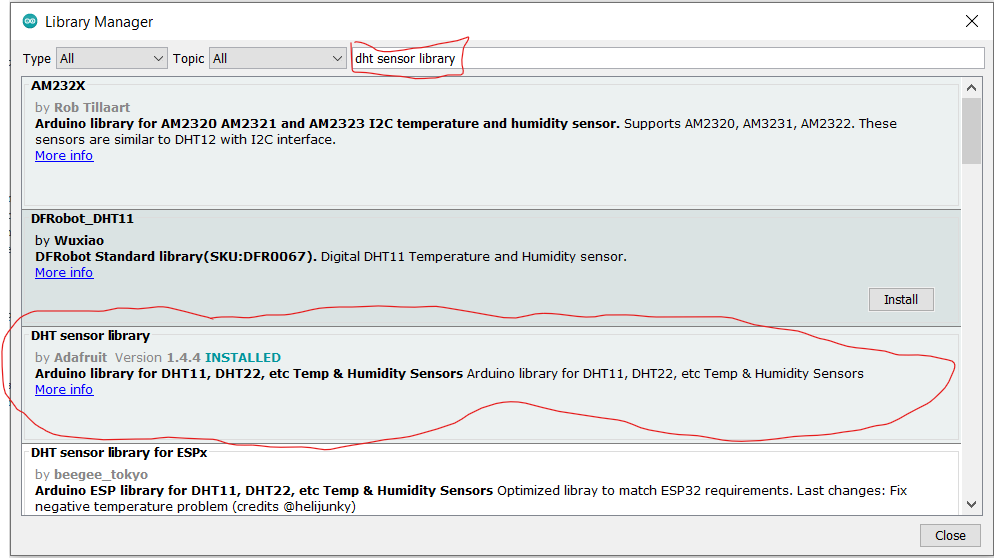 Library Manager
Type All Topic All dht sensor library
AM232X
by Rob Tillaart
Arduino library for AM2320 AM2321 and AM2323 I2C temperature and humidity sensor. Supports AM2320, AM3231, AM2322. These
sensors are similar to DHT12 with I2C interface.
More info
DFRobot_DHT11
by Wuxiao
DFRobot Standard library(SKU:DFR0067). Digital DHT11 Temperature and Humidity sensor.
More info
Install
DHT sensor library
by Adafruit Version 1.4.4 INSTALLED
Arduino library for DHT11, DHT22, etc Temp & Humidity Sensors Arduino library for DHT11, DHT22, etc Temp & Humidity Sensors
More info
DHT sensor library for ESPx
by beegee_tokyo
Arduino ESP library for DHT11, DHT22, etc Temp & Humidity Sensors Optimized libray to match ESP32 requirements. Last changes: Fix
negative temperature problem (credits @helijunky)
Close